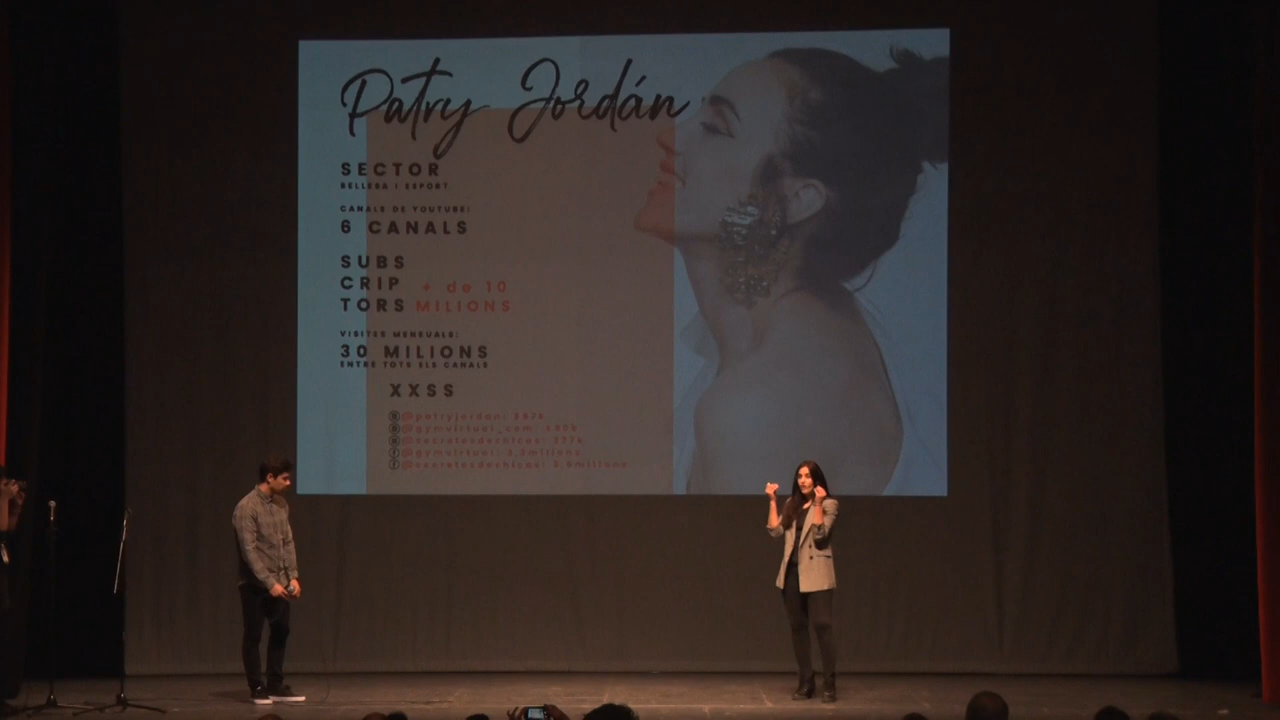 Patry Jordán
SECTOR
BELLESA I ESPORT
CANALS DE YOUTUBE:
6 CANALS
SUBS
CRIP + de 10
TORS MILIONS
VISITES MENSUALS:
30 MILIONS
ENTRE TOTS ELS CANALS
XXSS
@patryjordan:
@gymvirtual_com:
@secretosdechicas:
@gymvirtual:
@secretosdechicas: